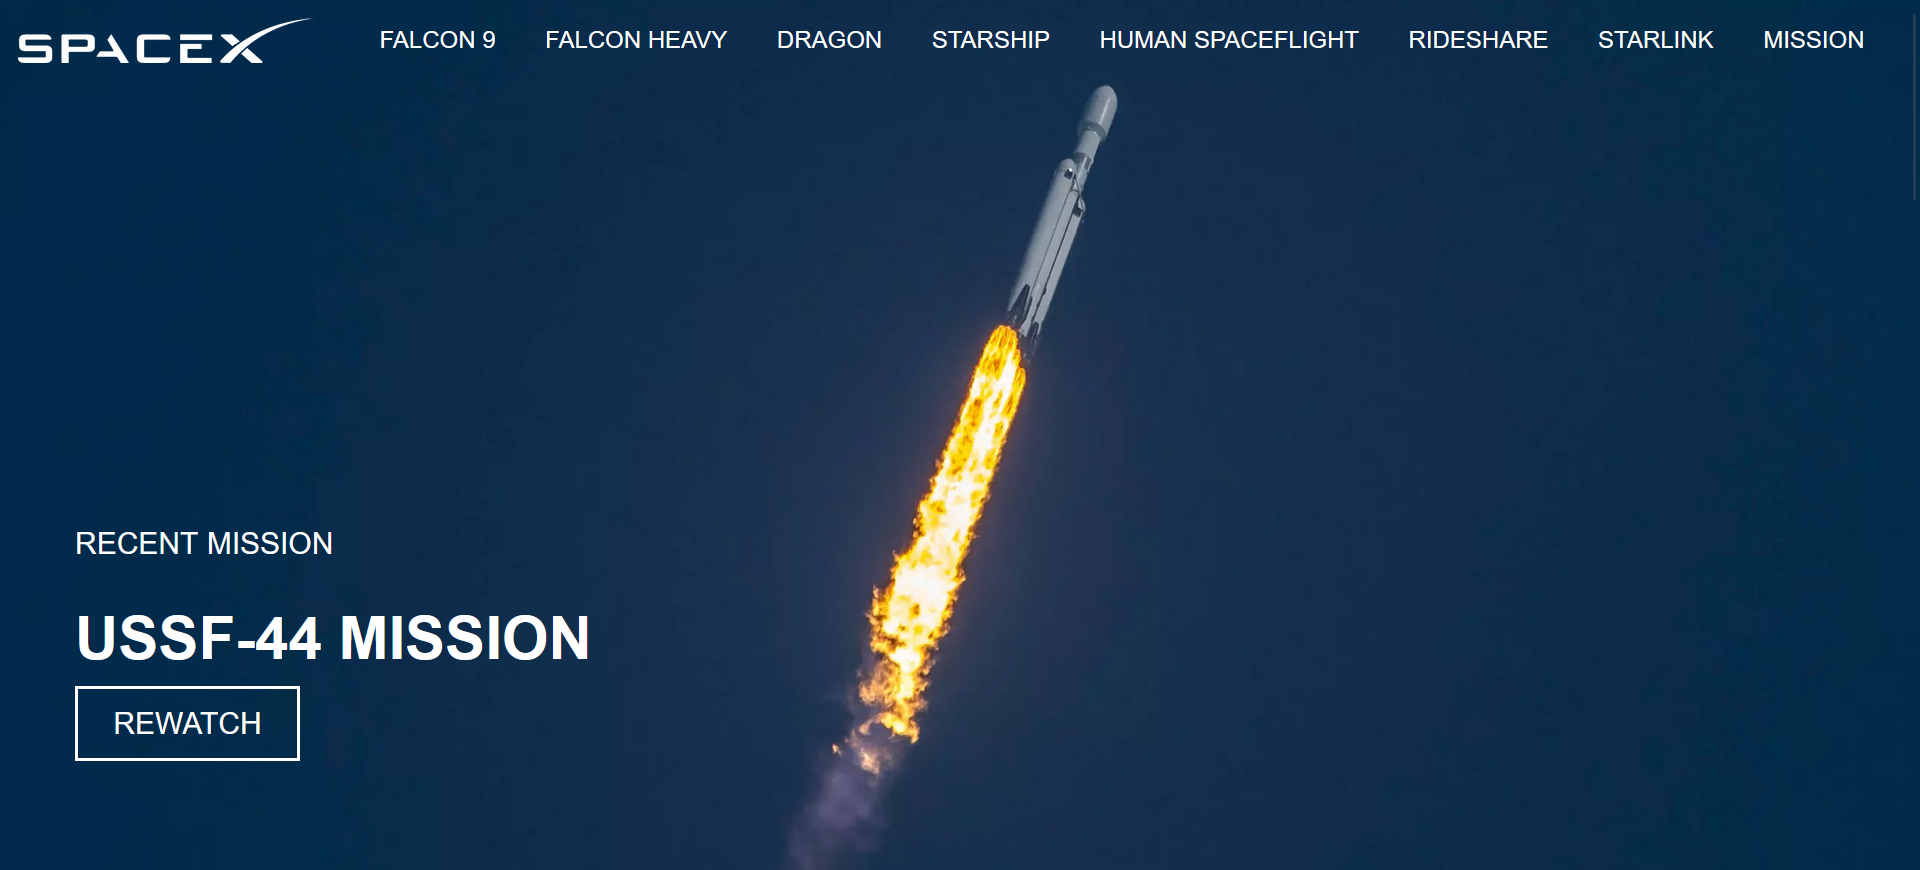 SPACEX
FALCON 9 FALCON HEAVY DRAGON STARSHIP HUMAN SPACEFLIGHT RIDESHARE STARLINK MISSION
RECENT MISSION
USSF-44 MISSION
REWATCH